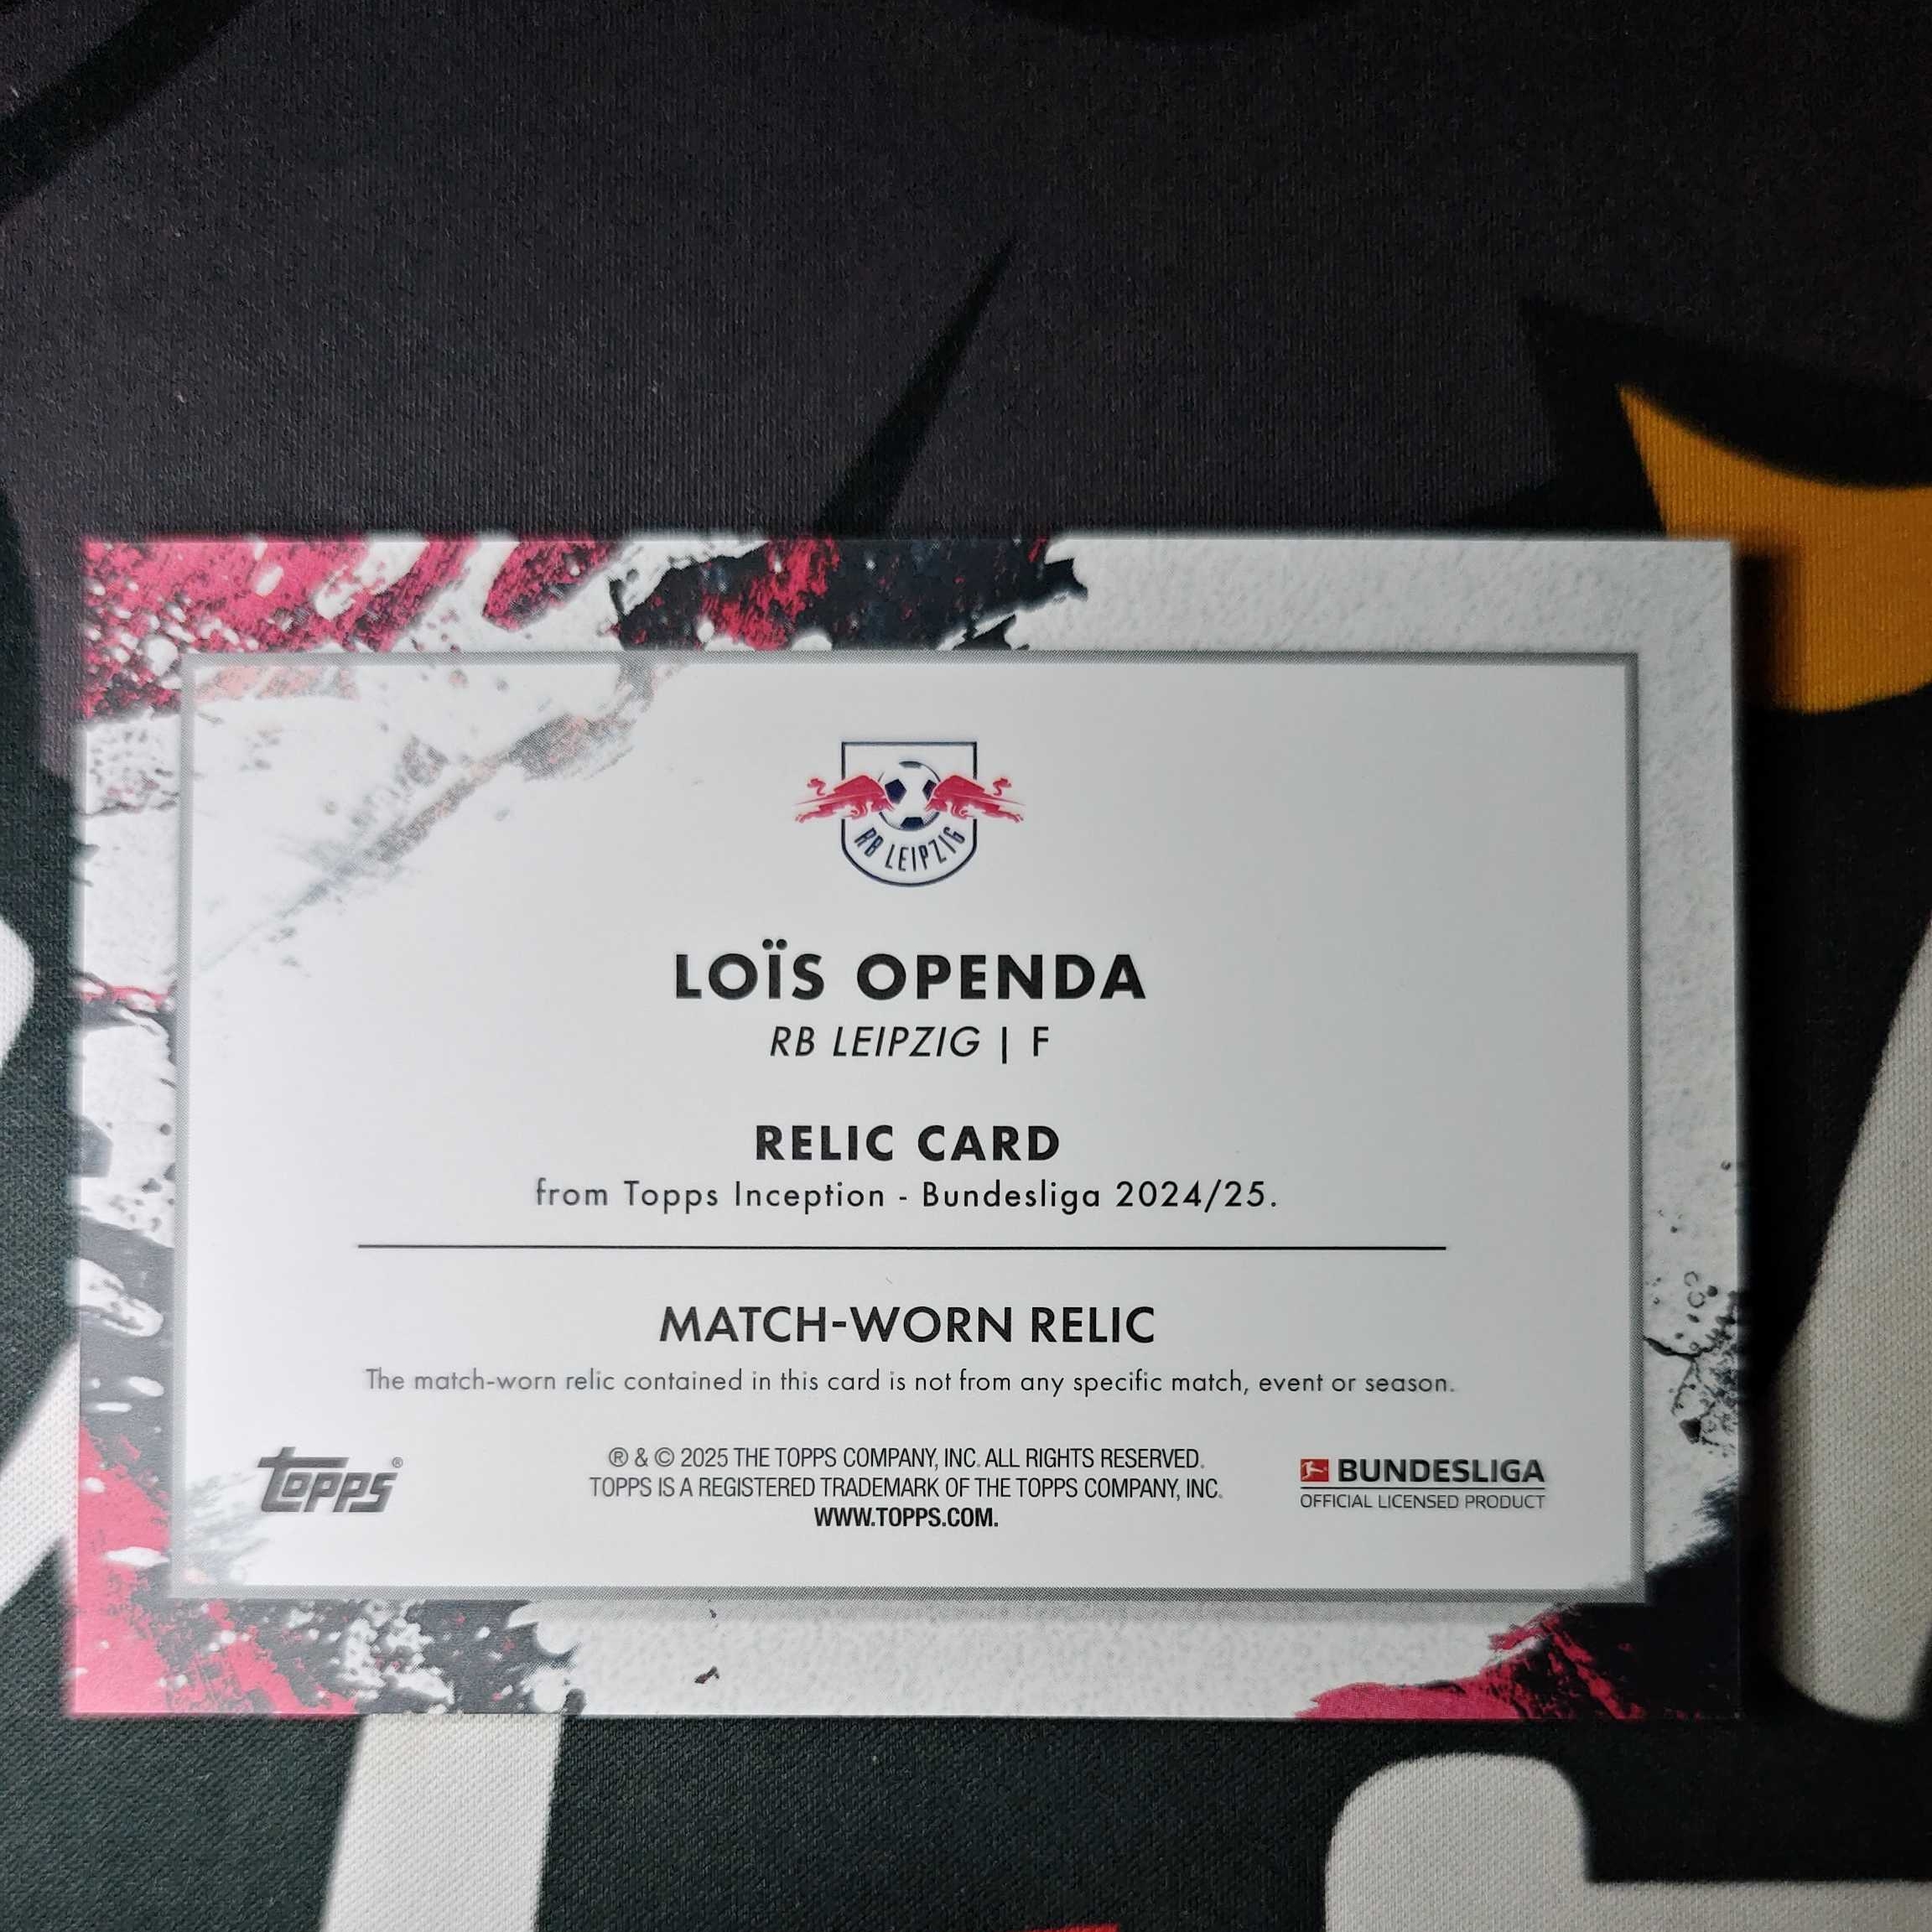 RB LEIPZIG
LOÏS OPENDA
RB LEIPZIG | F
RELIC CARD
from Topps Inception - Bundesliga 2024/25.
MATCH-WORN RELIC
The match-worn relic contained in this card is not from any specific match, event or season.
topps®
® & © 2025 THE TOPPS COMPANY, INC. ALL RIGHTS RESERVED.
TOPPS IS A REGISTERED TRADEMARK OF THE TOPPS COMPANY, INC.
WWW.TOPPS.COM.
BUNDESLIGA
OFFICIAL LICENSED PRODUCT